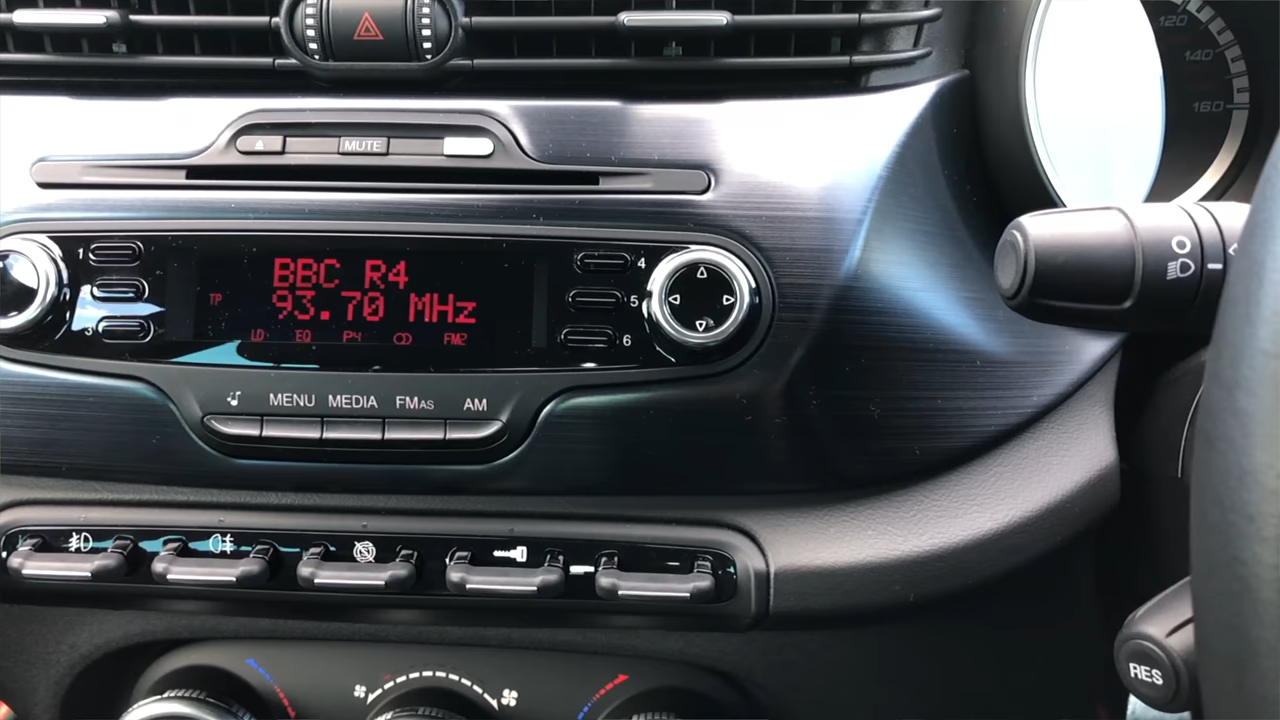 120
140
160
MUTE
1
4
BBC R4
TP
93.70 MHz
5
3
LD EQ P4 FM2
6
MENU MEDIA FMAS AM
RES